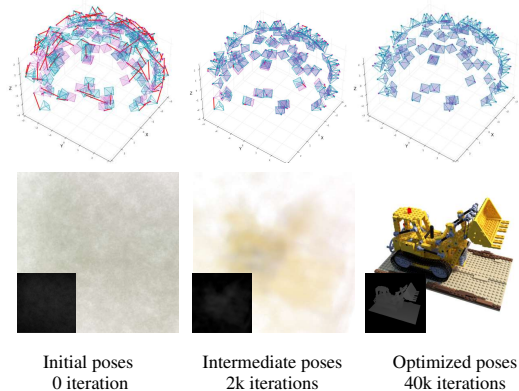 Initial poses
0 iteration
Intermediate poses
2k iterations
Optimized poses
40k iterations